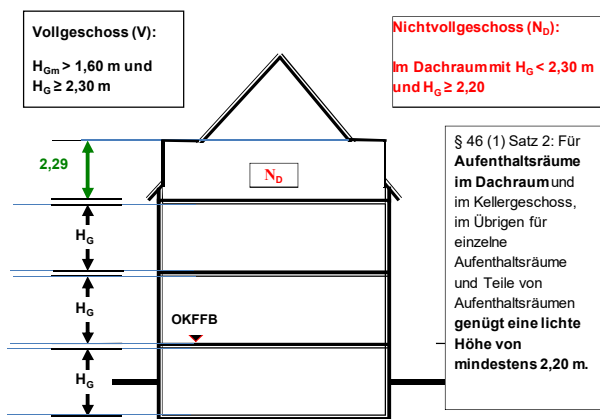 Vollgeschoss (V):
HGm > 1,60 m und
HG ≥ 2,30 m
Nichtvollgeschoss (ND):
Im Dachraum mit HG < 2,30 m
und HG ≥ 2,20
2,29
ND
§ 46 (1) Satz 2: Für
Aufenthaltsräume
im Dachraum und
im Kellergeschoss,
im Übrigen für
einzelne
Aufenthaltsräume
und Teile von
Aufenthaltsräumen
genügt eine lichte
Höhe von
mindestens 2,20 m.
HG
HG
OKFFB
HG